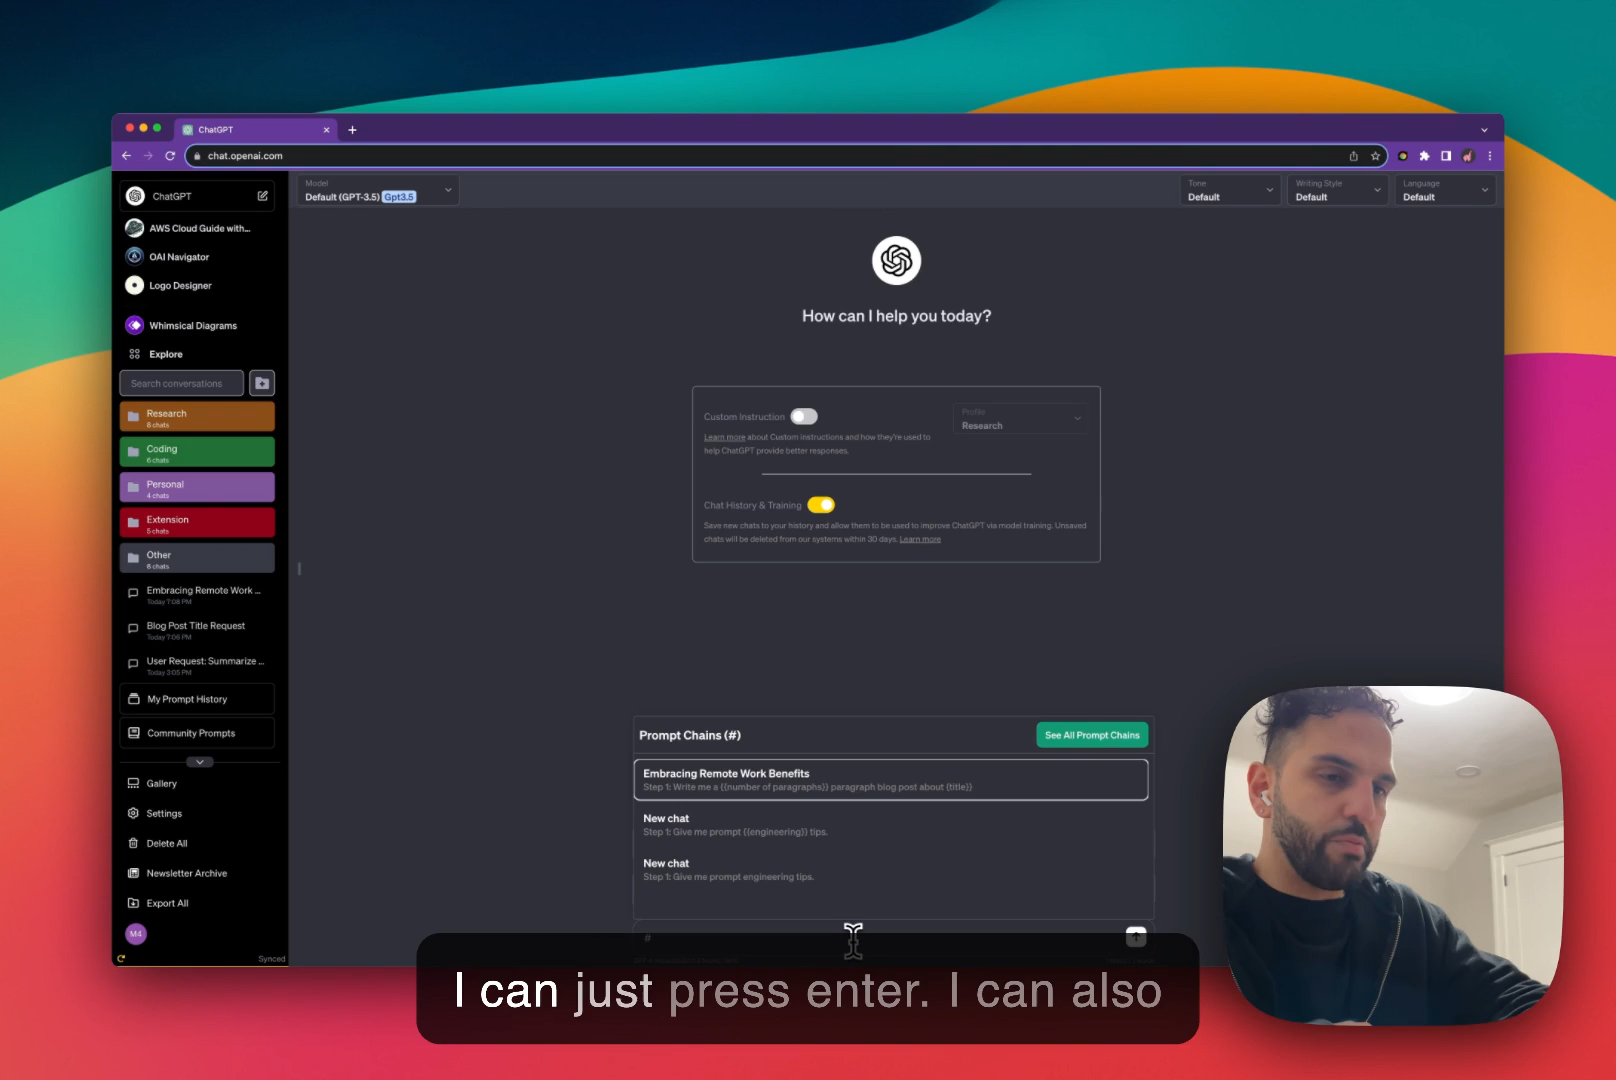 ChatGPT
chat.openai.com
ChatGPT
AWS Cloud Guide with...
OAI Navigator
Logo Designer
Whimsical Diagrams
Explore
Search conversations
Research
6 chats
Coding
6 chats
Personal
4 chats
Extension
5 chats
Other
6 chats
Embracing Remote Work ...
Today 7:08 PM
Blog Post Title Request
Today 7:06 PM
User Request: Summarize ...
Today 3:05 PM
My Prompt History
Community Prompts
Gallery
Settings
Delete All
Newsletter Archive
Export All
M4
Synced
Model
Default (GPT-3.5) Gpt3.5
Tone
Default
Writing Style
Default
Language
Default
How can I help you today?
Custom Instruction
Learn more about Custom instructions and how they're used to
help ChatGPT provide better responses.
Profile
Research
Chat History & Training
Save new chats to your history and allow them to be used to improve ChatGPT via model training. Unsaved
chats will be deleted from our systems within 30 days. Learn more
Prompt Chains (#)
See All Prompt Chains
Embracing Remote Work Benefits
Step 1: Write me a {{number of paragraphs}} paragraph blog post about {title}}
New chat
Step 1: Give me prompt {{engineering}} tips.
New chat
Step 1: Give me prompt engineering tips.
#
I can just press enter. I can also